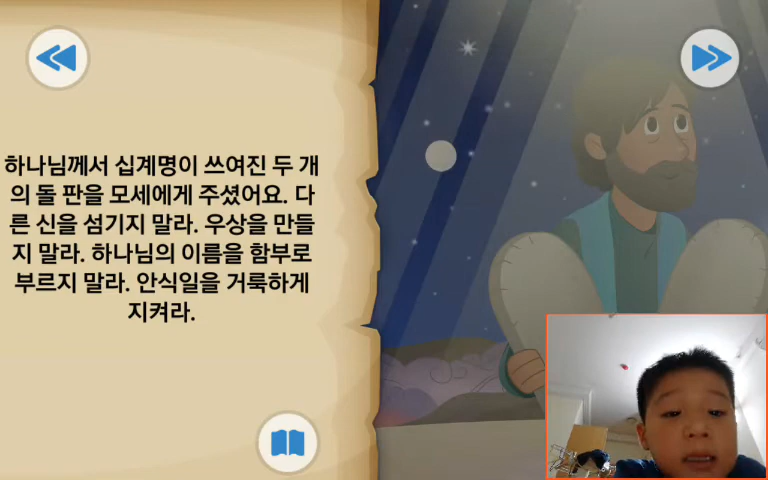 하나님께서 십계명이 쓰여진 두 개
의 돌 판을 모세에게 주셨어요. 다
른 신을 섬기지 말라. 우상을 만들
지 말라. 하나님의 이름을 함부로
부르지 말라. 안식일을 거룩하게
지켜라.